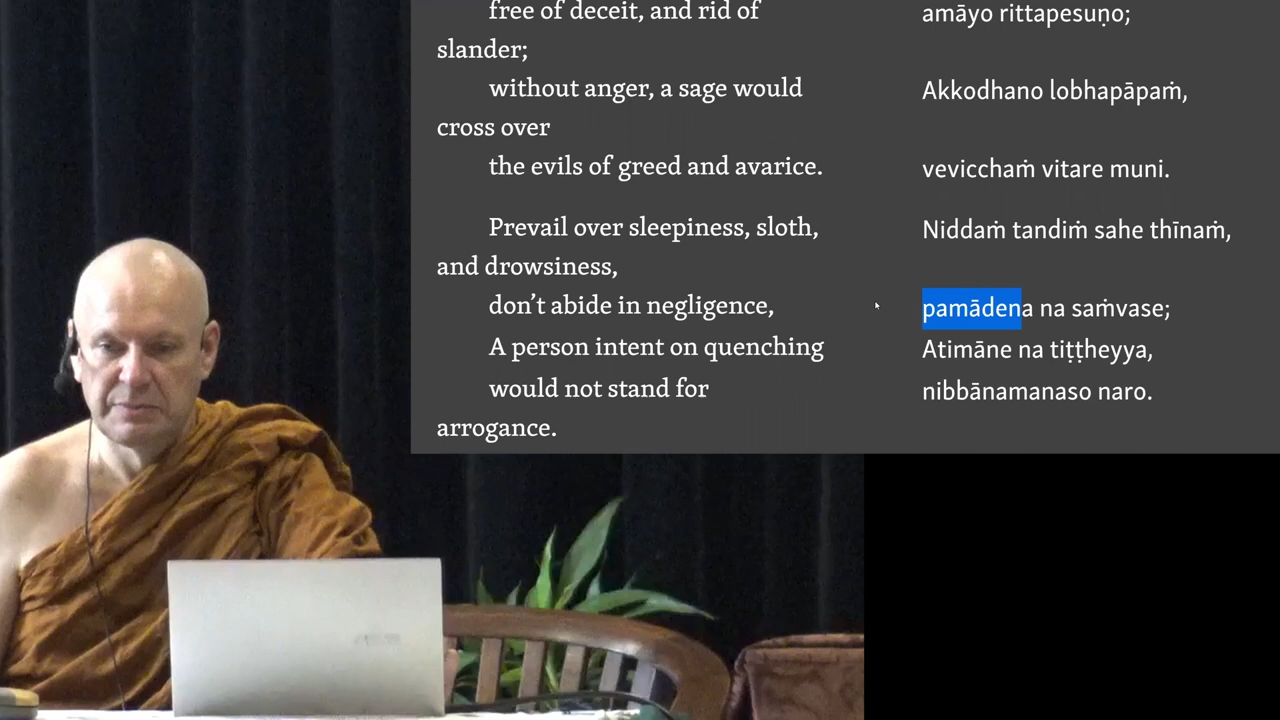 free of deceit, and rid of
slander;
without anger, a sage would
cross over
the evils of greed and avarice.
Prevail over sleepiness, sloth,
and drowsiness,
don’t abide in negligence,
A person intent on quenching
would not stand for
arrogance.
amāyo rittapesuṇo;
Akkodhano lobhapāpaṁ,
vevicchaṁ vitare muni.
Niddaṁ tandiṁ sahe thīnaṁ,
pamādena na saṁvase;
Atimāne na tiṭṭheyya,
nibbānamanaso naro.